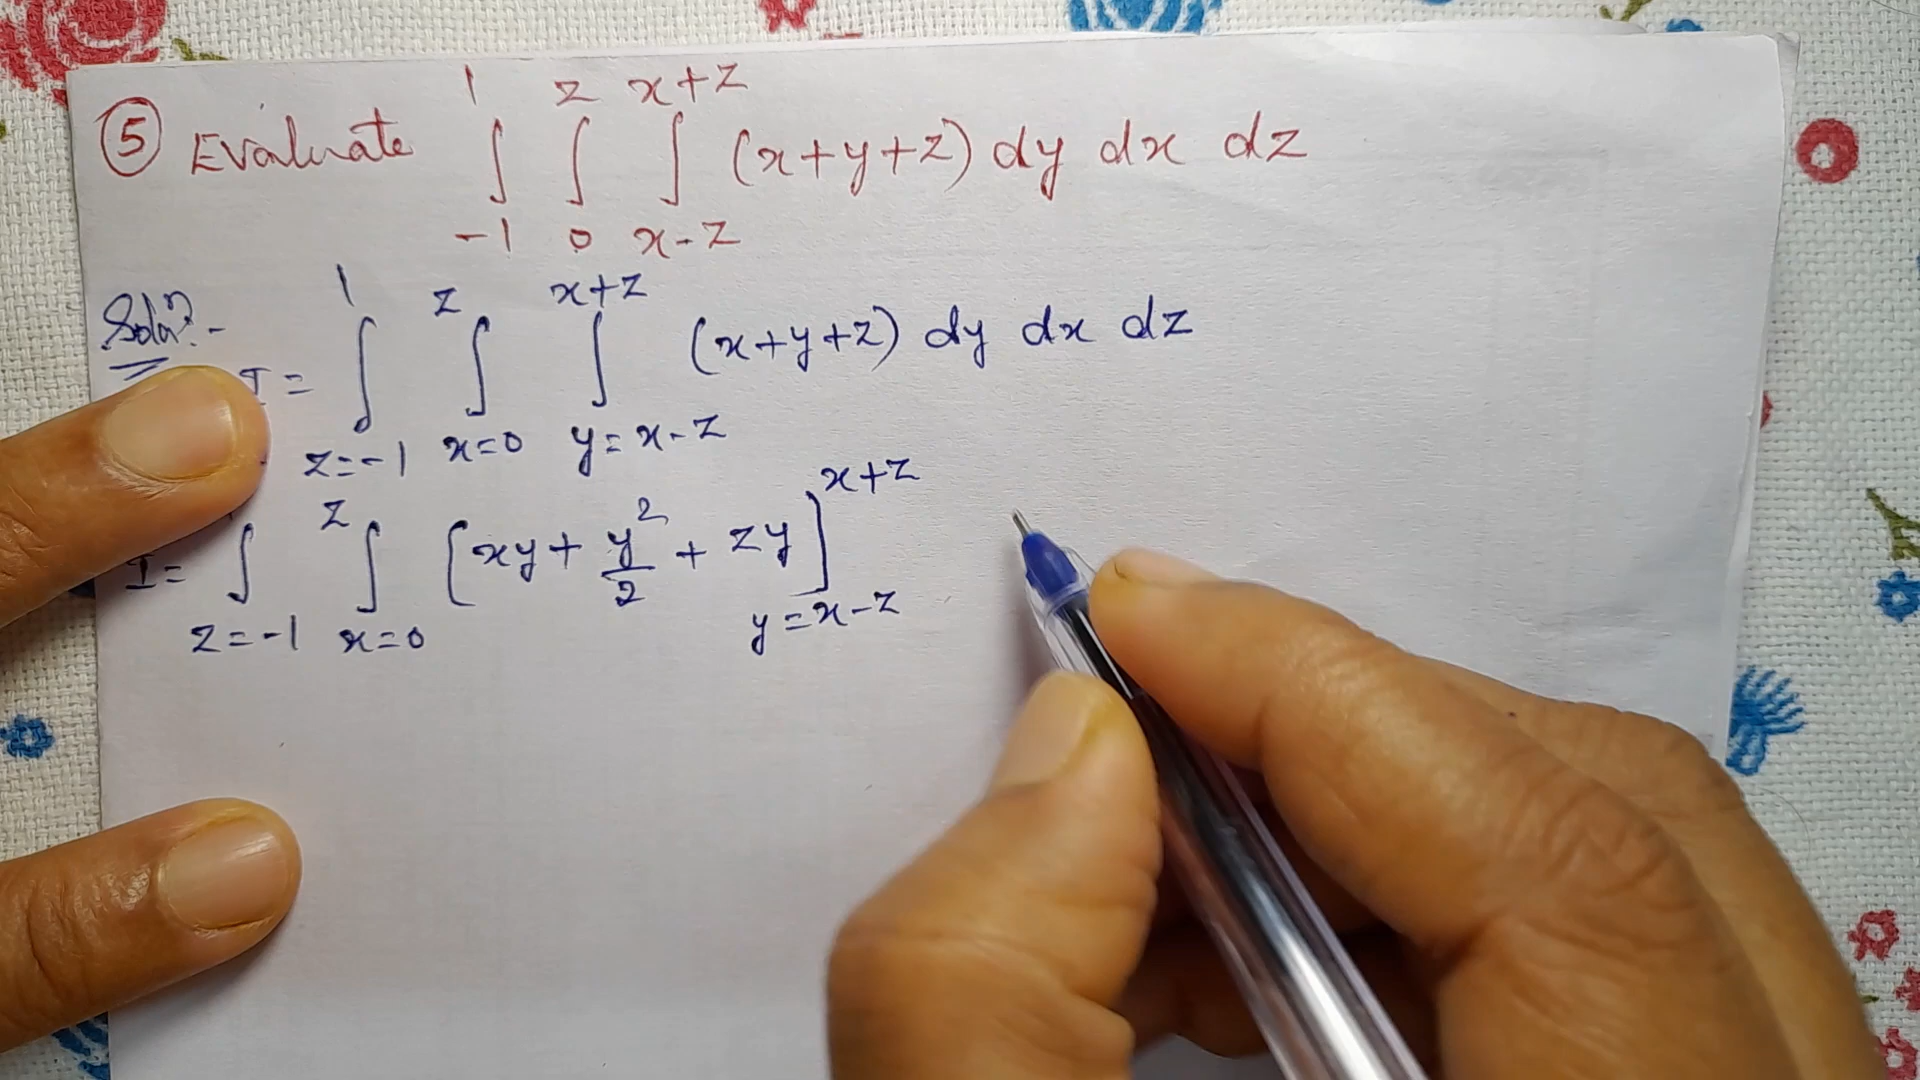 1 z x+z
⑤ Evaluate ∫ ∫ ∫ (x+y+z) dy dx dz
-1 0 x-z
1 z x+z
Soln:- I = ∫ ∫ ∫ (x+y+z) dy dx dz
z=-1 x=0 y=x-z
z x+z
I= ∫ ∫ [xy + y²/2 + zy]
z=-1 x=0 y=x-z